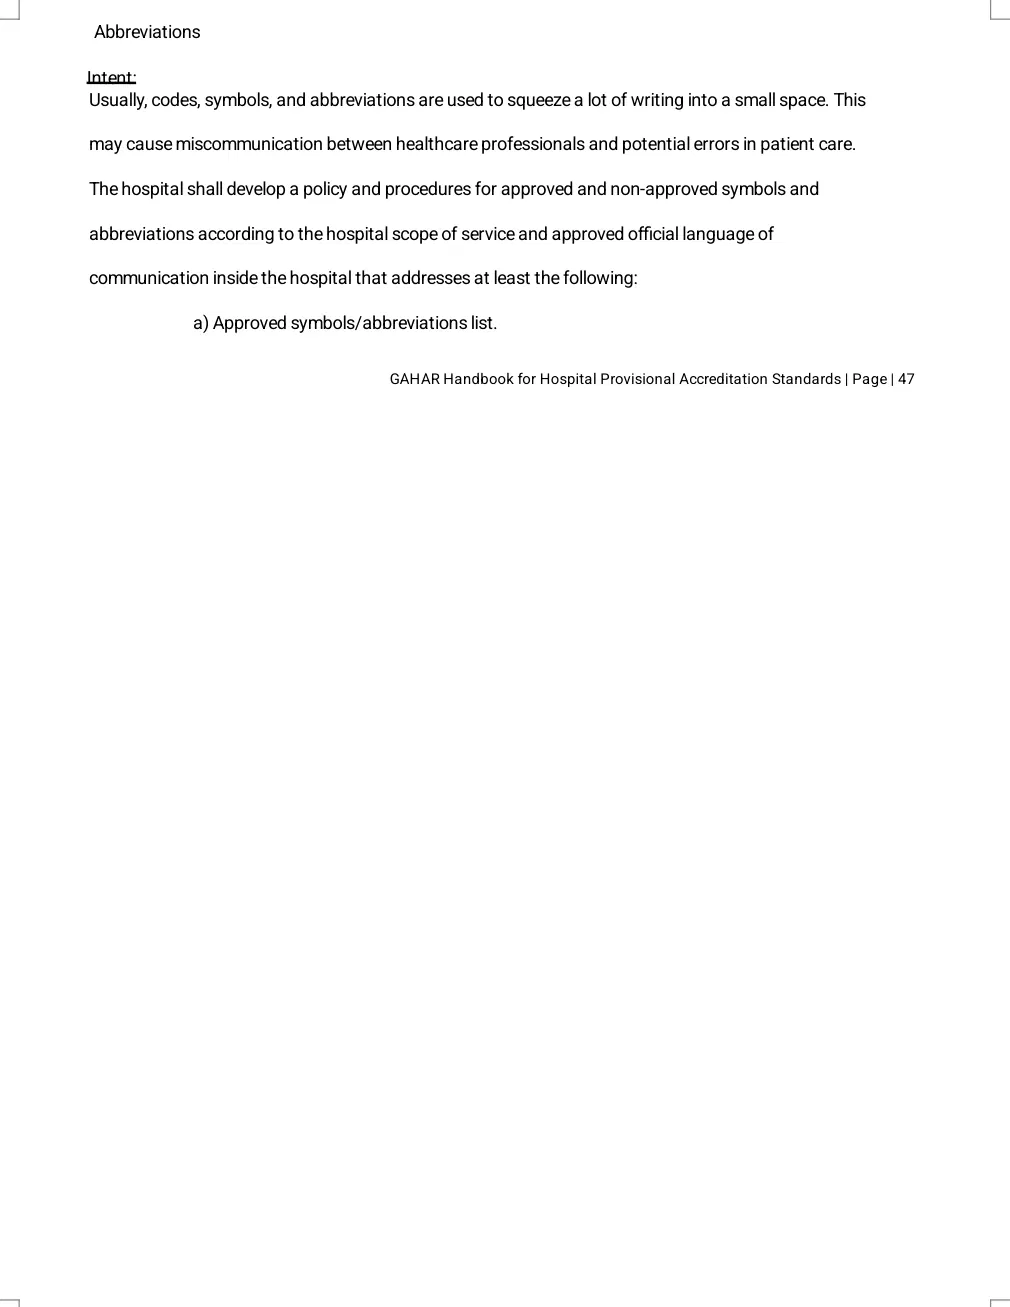 Abbreviations
Intent:
Usually, codes, symbols, and abbreviations are used to squeeze a lot of writing into a small space. This
may cause miscommunication between healthcare professionals and potential errors in patient care.
The hospital shall develop a policy and procedures for approved and non-approved symbols and
abbreviations according to the hospital scope of service and approved official language of
communication inside the hospital that addresses at least the following:
a) Approved symbols/abbreviations list.
GAHAR Handbook for Hospital Provisional Accreditation Standards | Page | 47